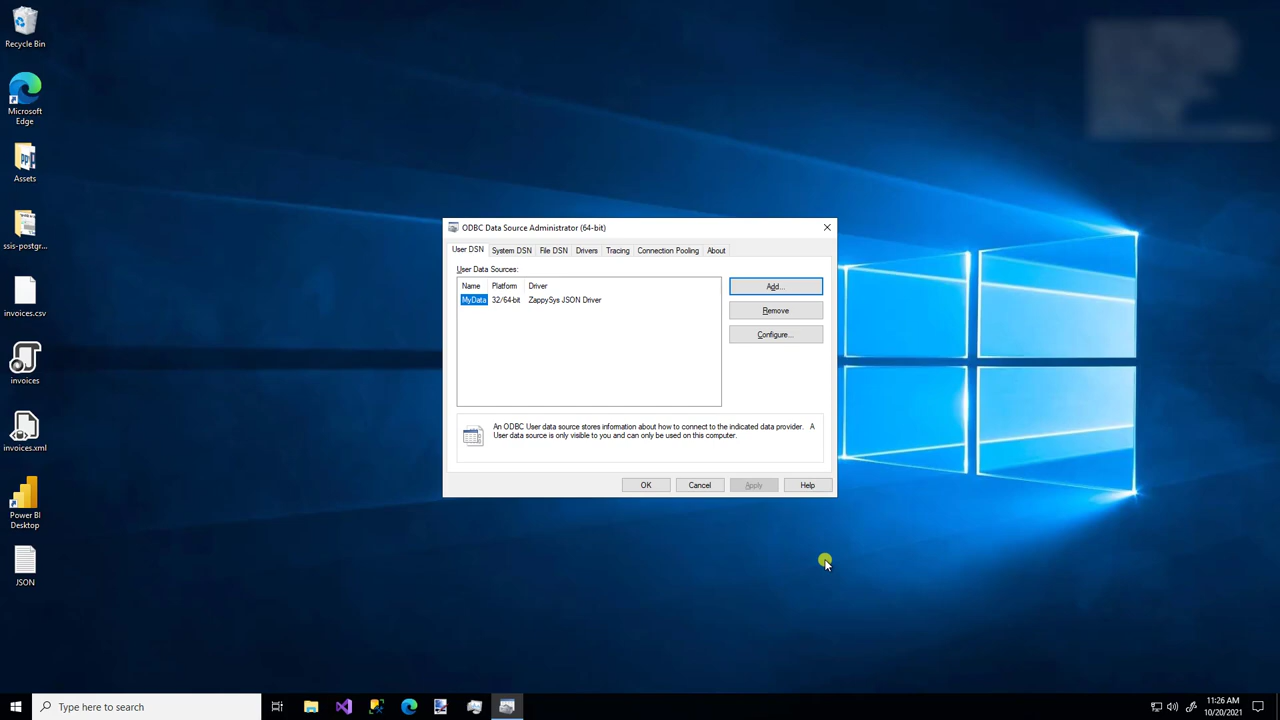 Recycle Bin
Microsoft
Edge
Assets
ssis-postgr...
invoices.csv
invoices
invoices.xml
Power BI
Desktop
JSON
ODBC Data Source Administrator (64-bit)
User DSN System DSN File DSN Drivers Tracing Connection Pooling About
User Data Sources:
Name Platform Driver
MyData 32/64-bit ZappySys JSON Driver
Add...
Remove
Configure...
An ODBC User data source stores information about how to connect to the indicated data provider. A
User data source is only visible to you and can only be used on this computer.
OK Cancel Apply Help
Type here to search
11:26 AM
10/20/2021